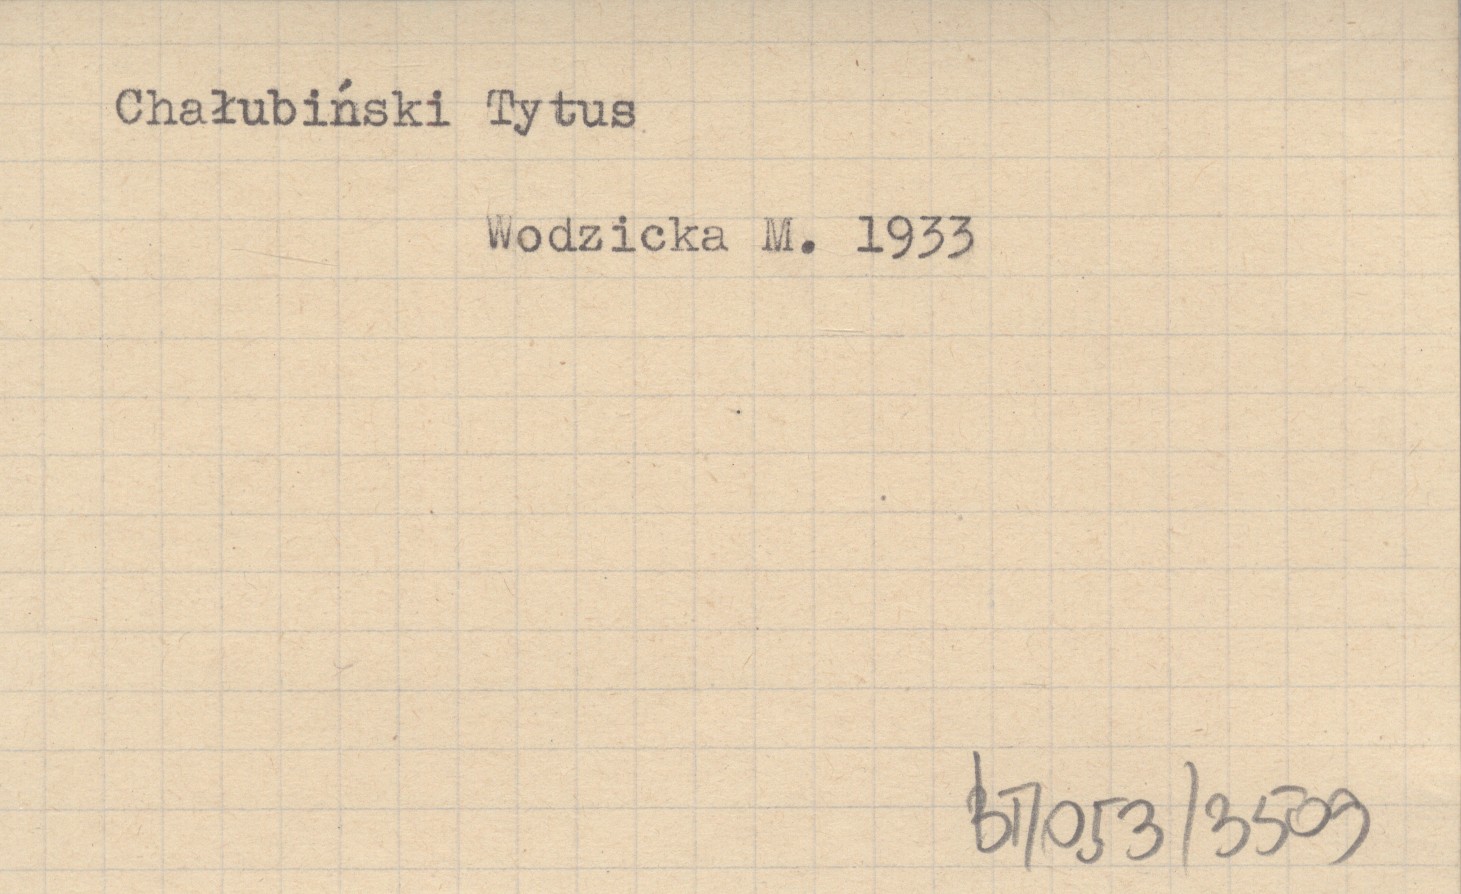 Chałubiński Tytus
Wodzicka M. 1933
bT/053/3509